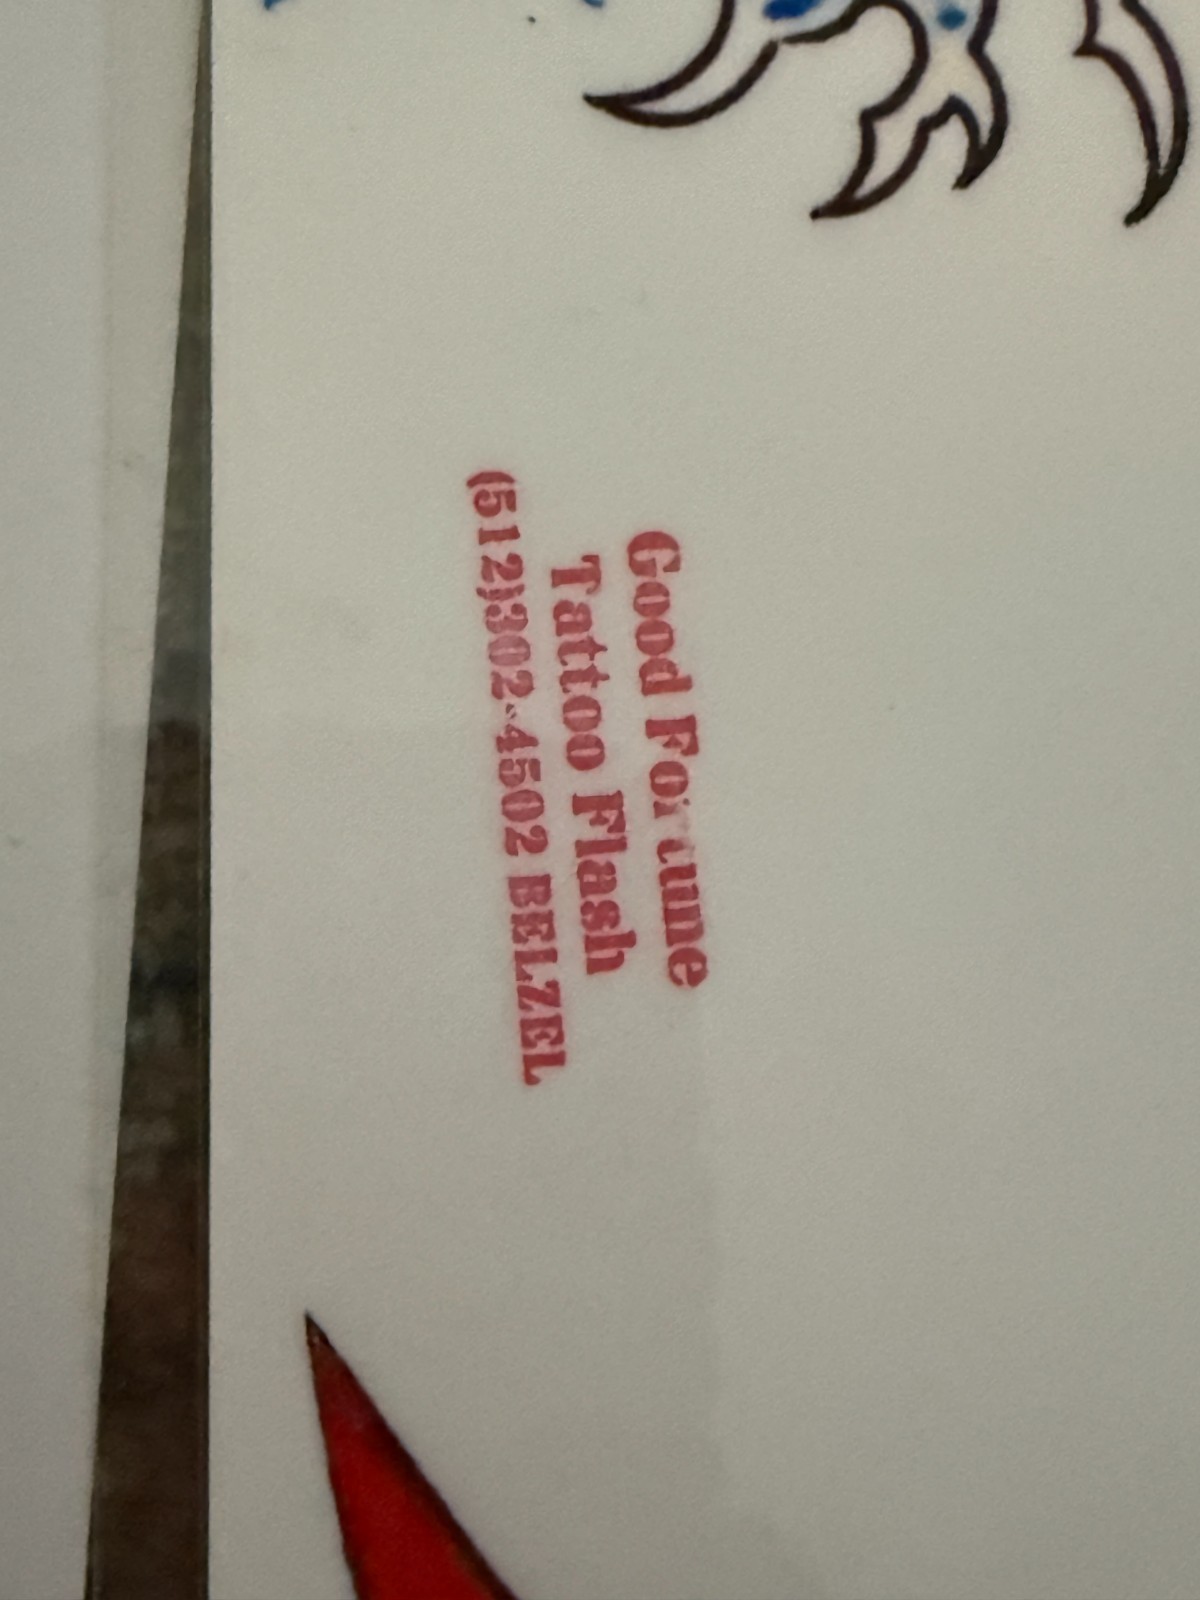 Good Fortune
Tattoo Flash
(512)302-4502 BELZEL